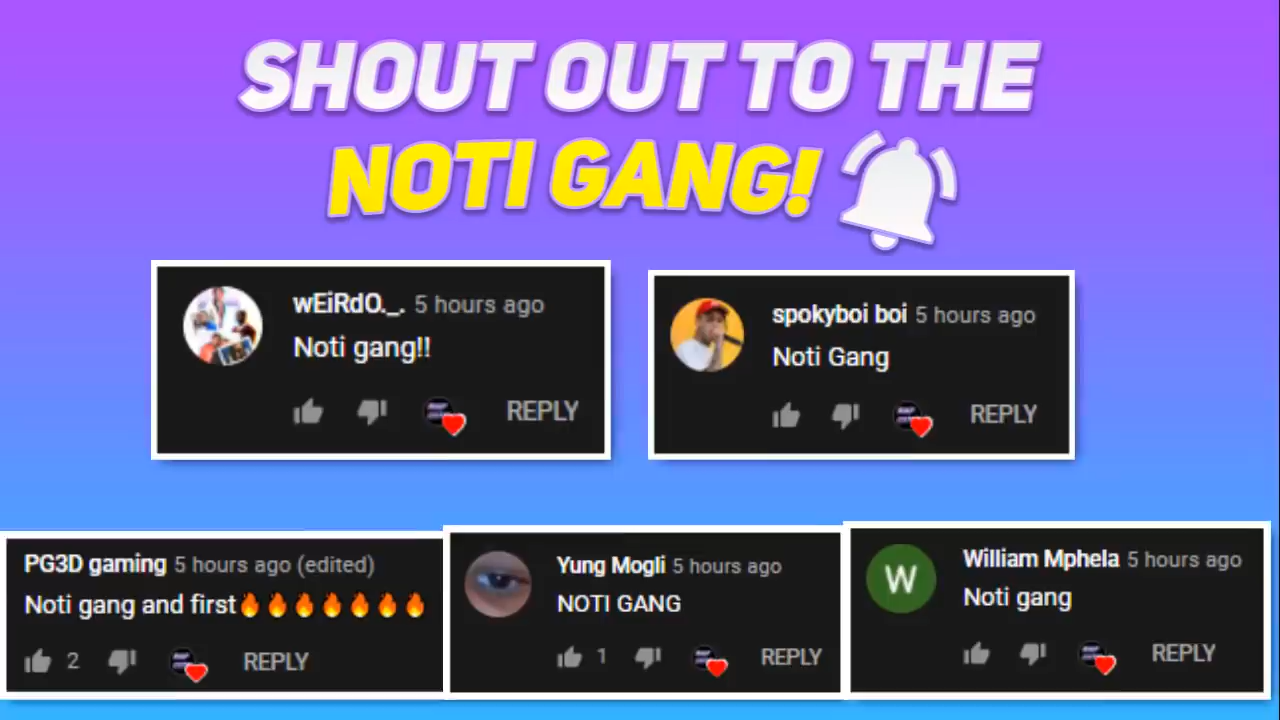 SHOUT OUT TO THE
NOTI GANG!
wEiRdO._. 5 hours ago
Noti gang!!
REPLY
spokyboi boi 5 hours ago
Noti Gang
REPLY
PG3D gaming 5 hours ago (edited)
Noti gang and first🔥🔥🔥🔥🔥🔥🔥
2 REPLY
Yung Mogli 5 hours ago
NOTI GANG
1 REPLY
W William Mphela 5 hours ago
Noti gang
REPLY